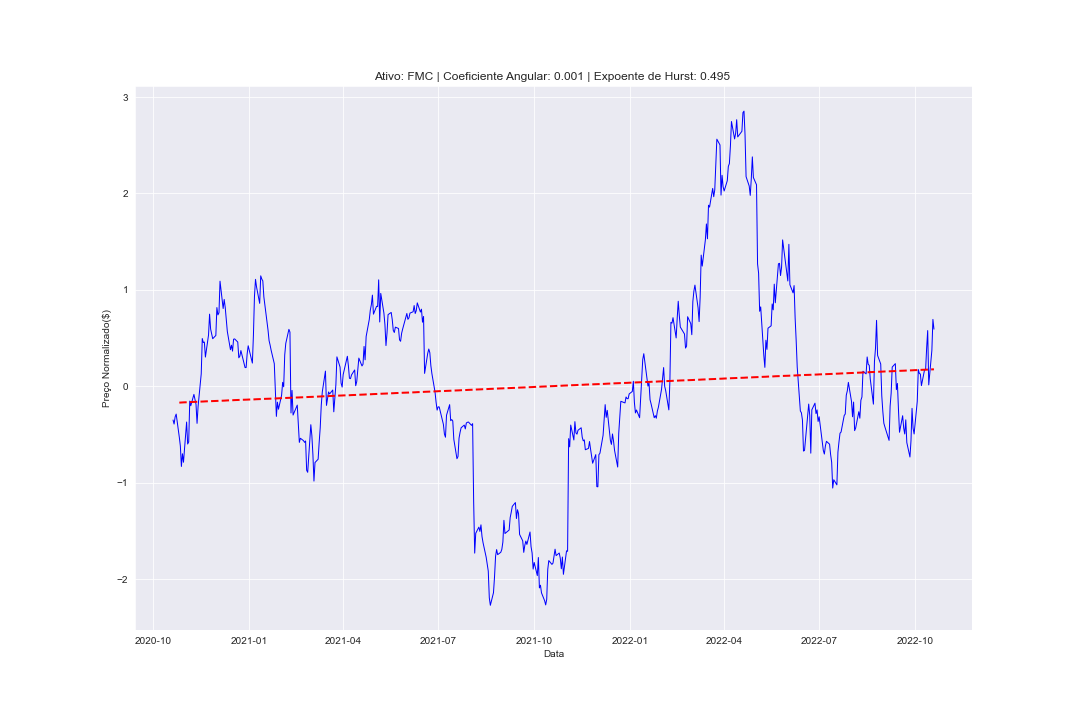 Ativo: FMC | Coeficiente Angular: 0.001 | Expoente de Hurst: 0.495
3
2
1
0
−1
−2
Preço Normalizado($)
2020-10 2021-01 2021-04 2021-07 2021-10 2022-01 2022-04 2022-07 2022-10
Data